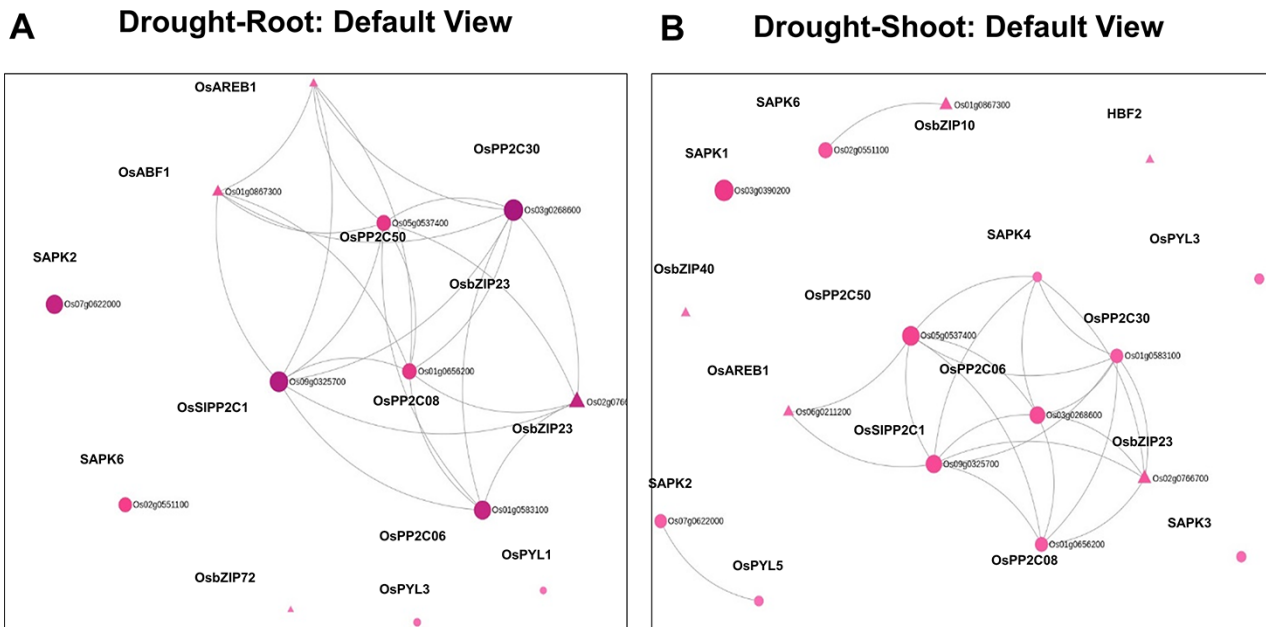 A
Drought-Root: Default View
OsAREB1
OsPP2C30
OsABF1
Os01g0867300
Os03g0268600
Os05g0537400
OsPP2C50
SAPK2
OsbZIP23
Os07g0622000
Os09g0325700
Os01g0656200
OsSIPP2C1
OsPP2C08
Os02g0766
OsbZIP23
SAPK6
Os02g0551100
Os01g0583100
OsPP2C06
OsPYL1
OsbZIP72
OsPYL3
B
Drought-Shoot: Default View
SAPK6
Os01g0867300
OsbZIP10
HBF2
SAPK1
Os02g0551100
Os03g0390200
SAPK4
OsPYL3
OsbZIP40
OsPP2C50
OsPP2C30
Os05g0537400
Os01g0583100
OsAREB1
OsPP2C06
Os06g0211200
Os03g0268600
OsSIPP2C1
OsbZIP23
Os09g0325700
Os02g0766700
SAPK2
Os07g0622000
SAPK3
Os01g0656200
OsPP2C08
OsPYL5